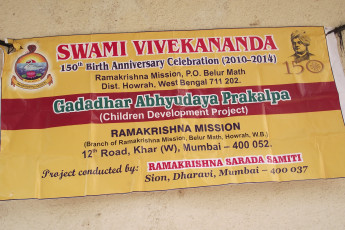 SWAMI VIVEKANANDA
150th Birth Anniversary Celebration (2010-2014)
Ramakrishna Mission, P.O. Belur Math
Dist. Howrah, West Bengal 711 202.
150
Gadadhar Abhyudaya Prakalpa
(Children Development Project)
RAMAKRISHNA MISSION
(Branch of Ramakrishna Mission, Belur Math, Howrah, W.B.)
12th Road, Khar (W), Mumbai – 400 052.
Project conducted by: RAMAKRISHNA SARADA SAMITI
Sion, Dharavi, Mumbai – 400 037